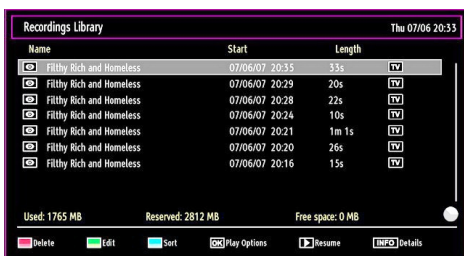 Recordings Library Thu 07/06 20:33
Name Start Length
Filthy Rich and Homeless 07/06/07 20:35 33s TV
Filthy Rich and Homeless 07/06/07 20:29 20s TV
Filthy Rich and Homeless 07/06/07 20:28 22s TV
Filthy Rich and Homeless 07/06/07 20:24 10s TV
Filthy Rich and Homeless 07/06/07 20:21 1m 1s TV
Filthy Rich and Homeless 07/06/07 20:20 26s TV
Filthy Rich and Homeless 07/06/07 20:16 15s TV
Used: 1765 MB Reserved: 2812 MB Free space: 0 MB
Delete Edit Sort OK Play Options Resume INFO Details